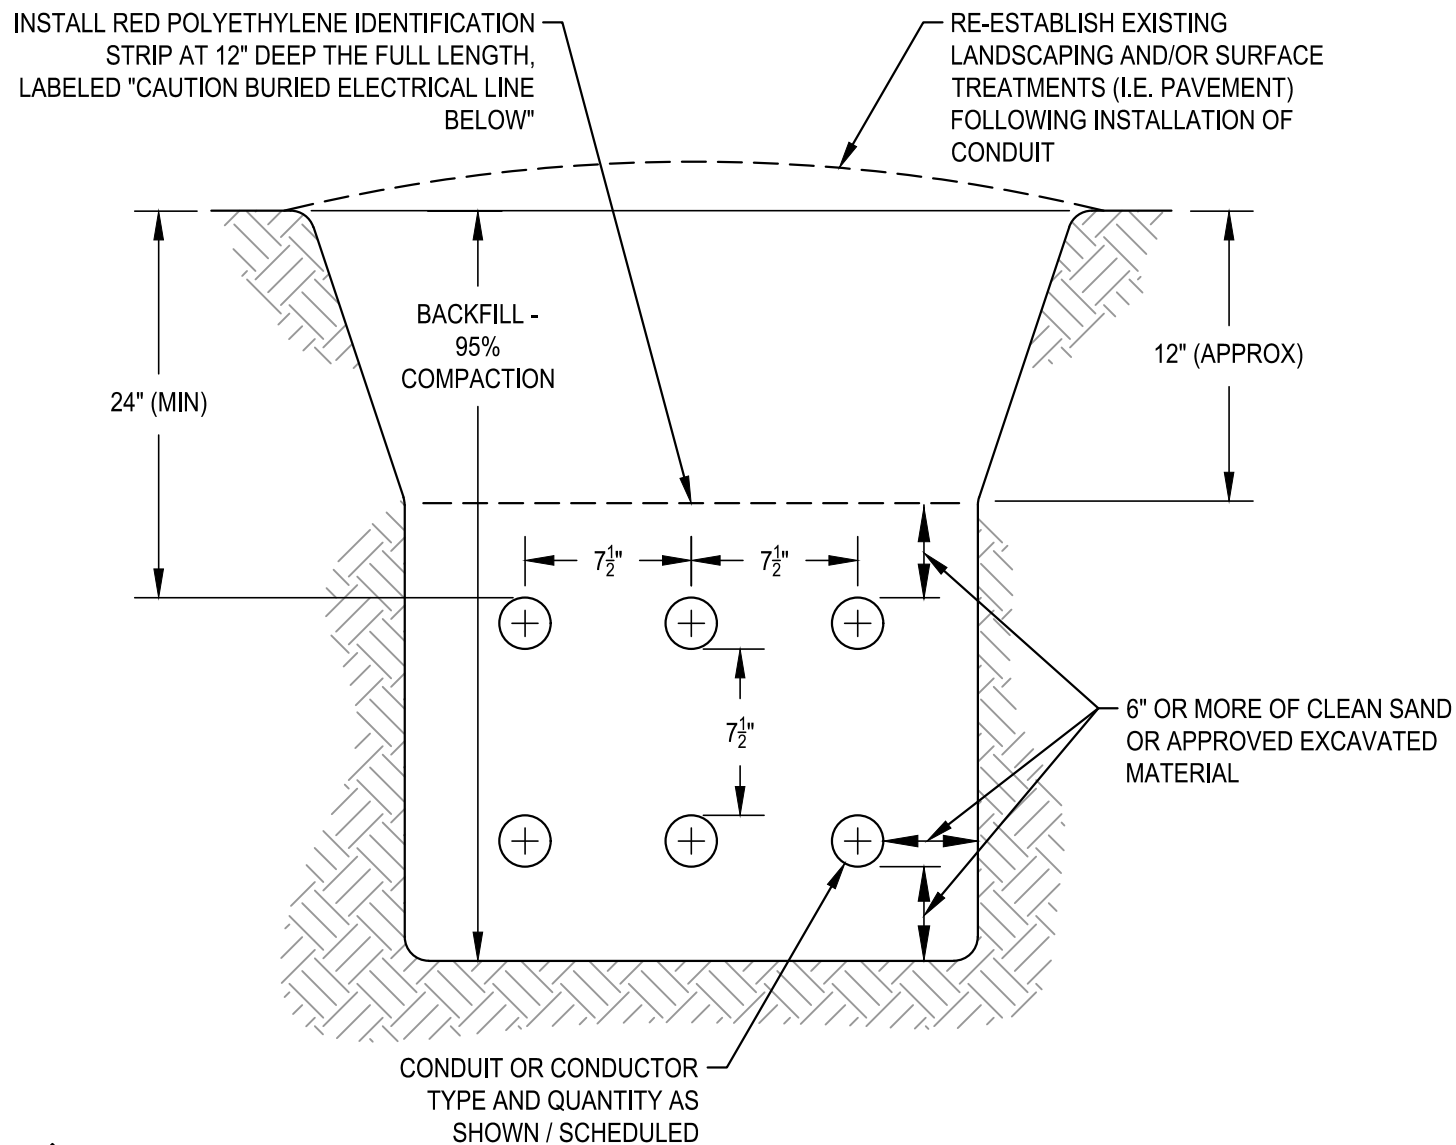 INSTALL RED POLYETHYLENE IDENTIFICATION
STRIP AT 12" DEEP THE FULL LENGTH,
LABELED "CAUTION BURIED ELECTRICAL LINE
BELOW"
RE-ESTABLISH EXISTING
LANDSCAPING AND/OR SURFACE
TREATMENTS (I.E. PAVEMENT)
FOLLOWING INSTALLATION OF
CONDUIT
BACKFILL -
95%
COMPACTION
24" (MIN)
12" (APPROX)
7½"
7½"
7½"
6" OR MORE OF CLEAN SAND
OR APPROVED EXCAVATED
MATERIAL
CONDUIT OR CONDUCTOR
TYPE AND QUANTITY AS
SHOWN / SCHEDULED